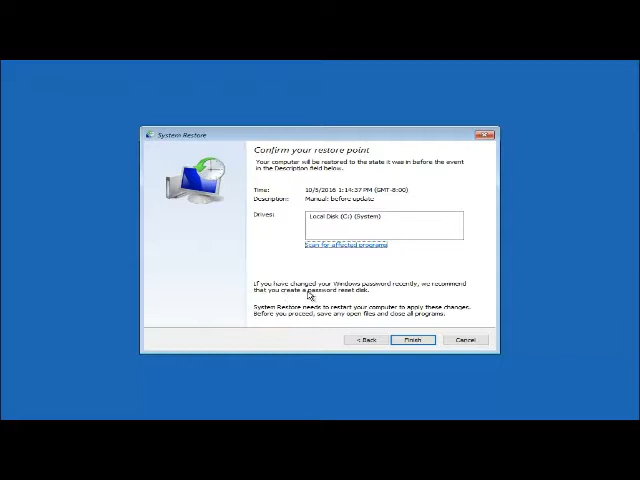 System Restore
Confirm your restore point
Your computer will be restored to the state it was in before the event
in the Description field below.
Time: 10/5/2016 1:14:37 PM (GMT-8:00)
Description: Manual: before update
Drives: Local Disk (C:) (System)
Scan for affected programs
If you have changed your Windows password recently, we recommend
that you create a password reset disk.
System Restore needs to restart your computer to apply these changes.
Before you proceed, save any open files and close all programs.
< Back Finish Cancel